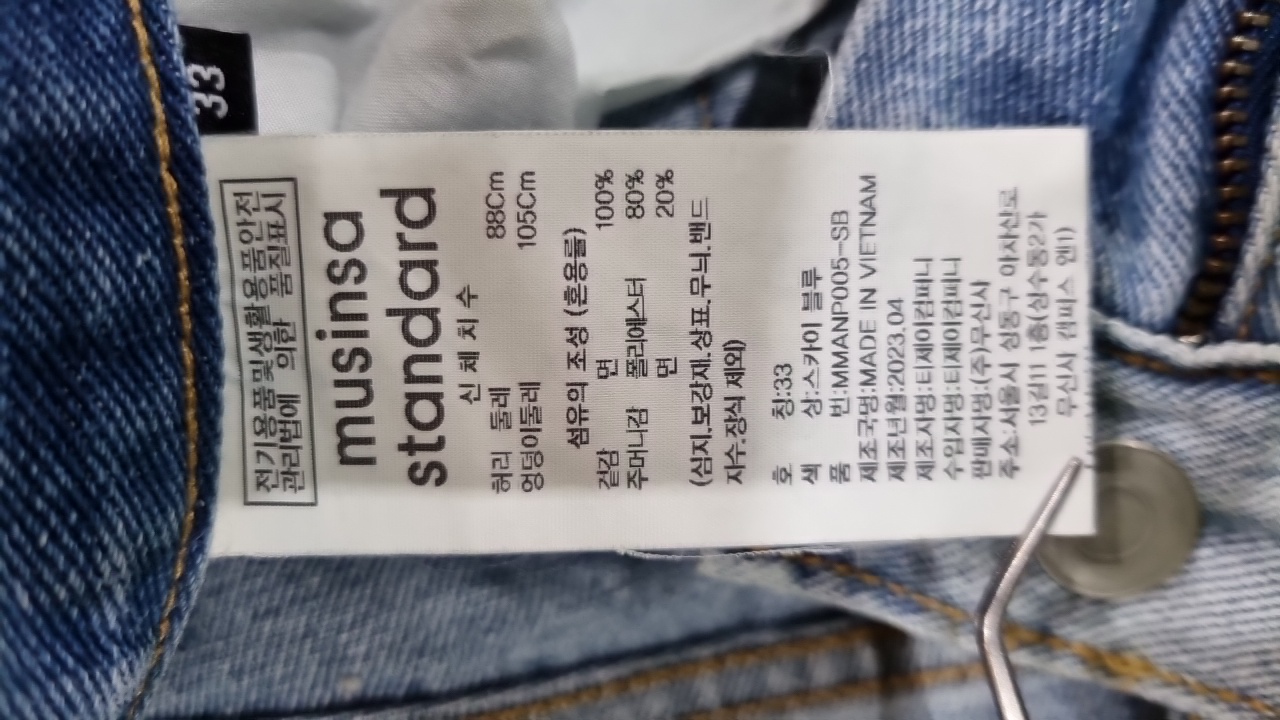 33
전기용품및생활용품안전
관리법에 의한 품질표시
musinsa
standard
신 체 치 수
허리 둘레 88Cm
엉덩이둘레 105Cm
섬유의 조성 (혼용률)
겉감 면 100%
주머니감 폴리에스터 80%
면 20%
(심지.보강재.상표.무늬.밴드
자수.장식 제외)
호 칭:33
색 상:스카이 블루
품 번:MMANP005-SB
제조국명:MADE IN VIETNAM
제조년월:2023.04
제조사명:티제이컴퍼니
수입사명:티제이컴퍼니
판매사명:(주)무신사
주소:서울시 성동구 아차산로
13길11 1층(성수동2가
무신사 캠퍼스 엔1)